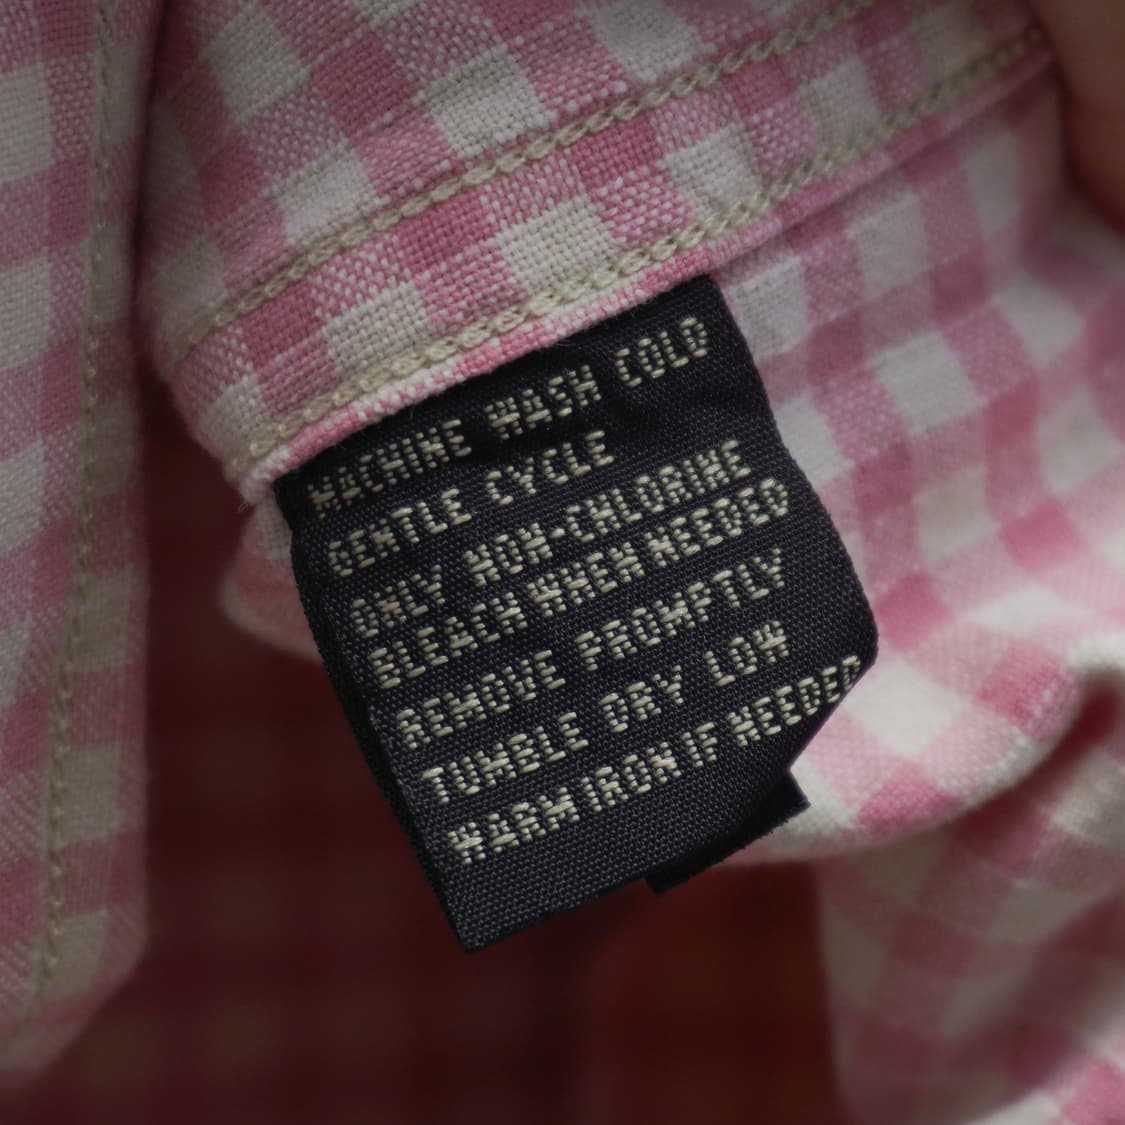 MACHINE WASH COLD
GENTLE CYCLE
ONLY NON-CHLORINE
BLEACH WHEN NEEDED
REMOVE PROMPTLY
TUMBLE DRY LOW
WARM IRON IF NEEDED